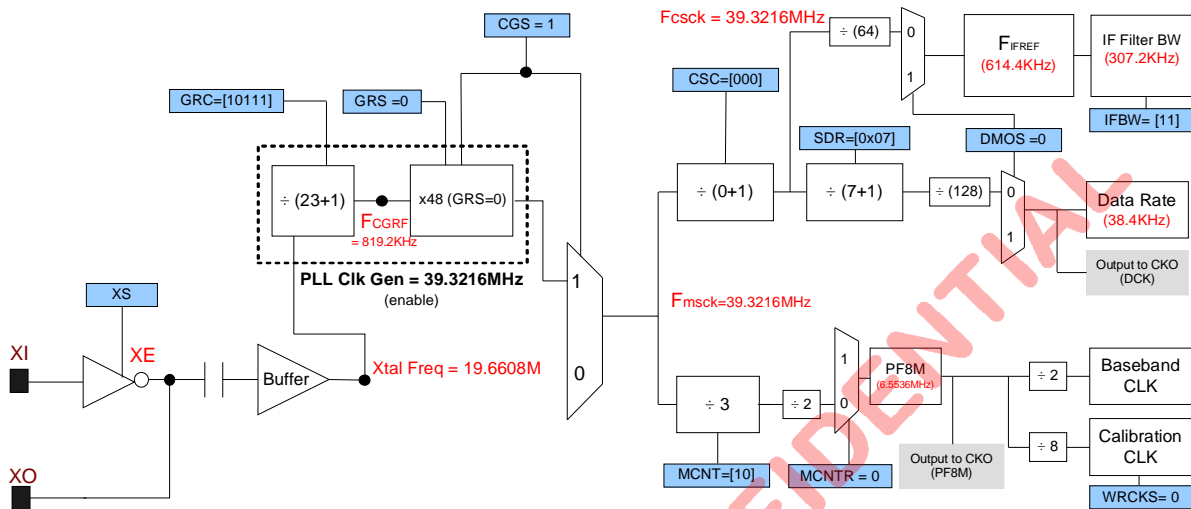 CGS = 1
Fcsck = 39.3216MHz
÷ (64)
0
1
FIFREF
(614.4KHz)
IF Filter BW
(307.2KHz)
IFBW= [11]
GRC=[10111]
GRS =0
CSC=[000]
SDR=[0x07]
DMOS =0
÷ (23+1)
FCGRF
= 819.2KHz
x48 (GRS=0)
÷ (0+1)
÷ (7+1)
÷ (128)
0
1
Data Rate
(38.4KHz)
Output to CKO
(DCK)
PLL Clk Gen = 39.3216MHz
(enable)
1
0
Fmsck=39.3216MHz
XS
XI
XE
Buffer
Xtal Freq = 19.6608M
XO
÷ 3
÷ 2
1
0
PF8M
(6.5536MHz)
÷ 2
Baseband
CLK
÷ 8
Calibration
CLK
MCNT=[10]
MCNTR = 0
Output to CKO
(PF8M)
WRCKS= 0
FIDENTIAL